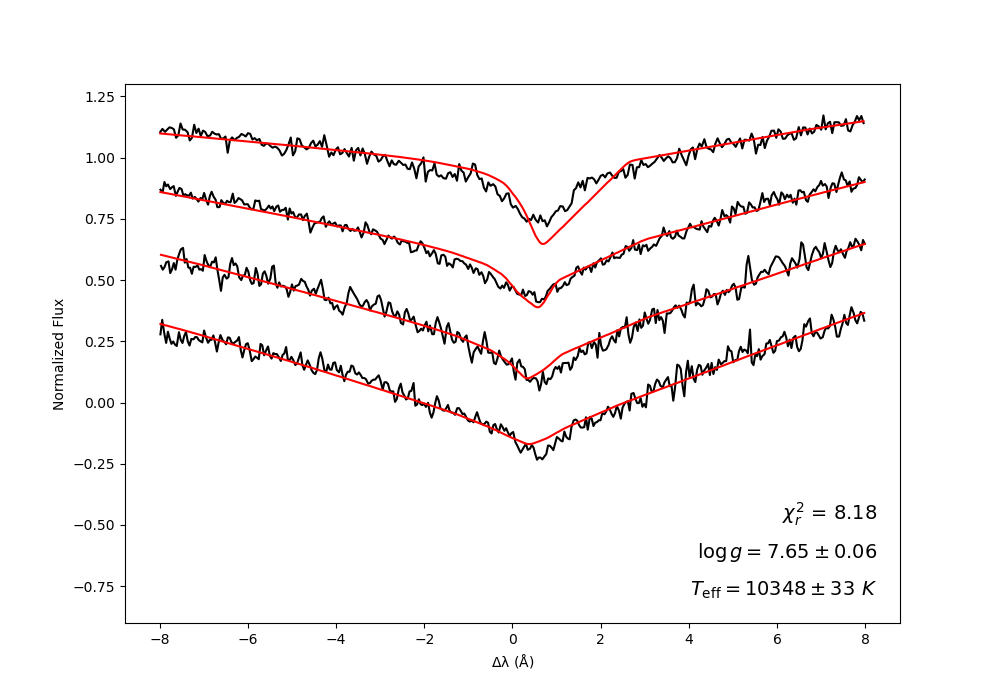 1.25
1.00
0.75
0.50
0.25
0.00
−0.25
−0.50
−0.75
Normalized Flux
χ²ᵣ = 8.18
log g = 7.65 ± 0.06
T_eff = 10348 ± 33 K
−8 −6 −4 −2 0 2 4 6 8
Δλ (Å)